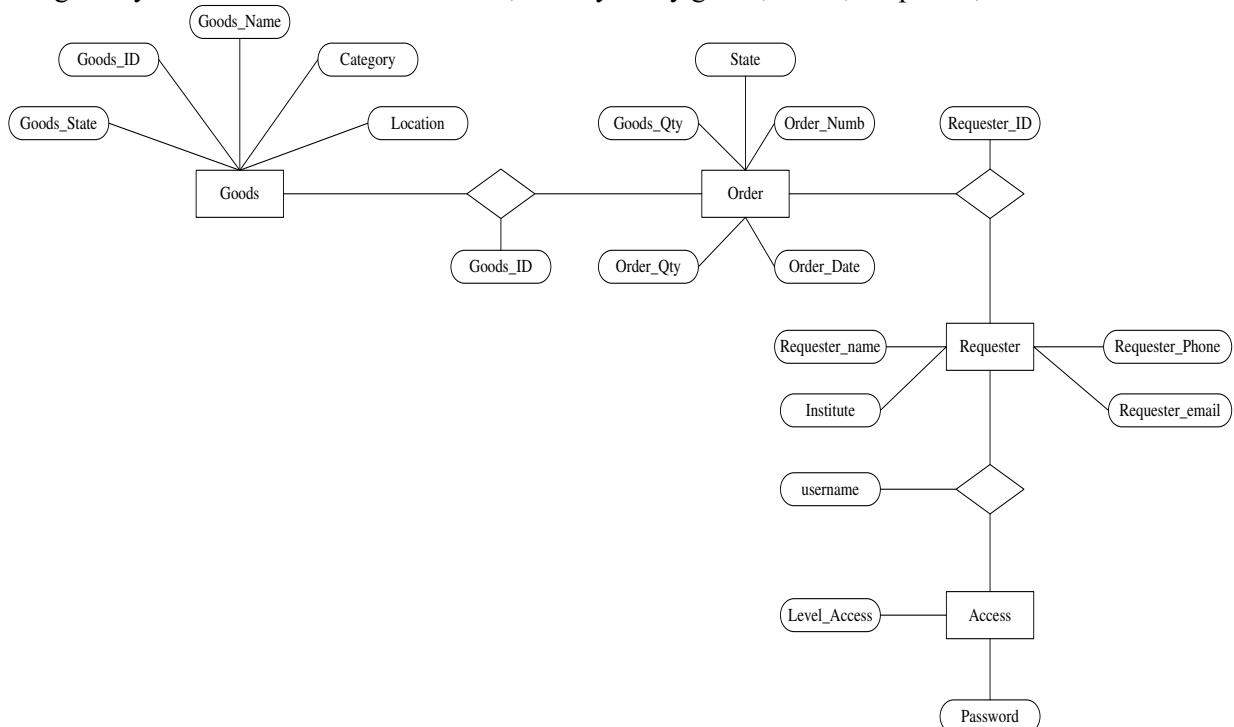 Goods_Name
Goods_ID
Category
State
Goods_State
Location
Goods_Qty
Order_Numb
Requester_ID
Goods
Order
Goods_ID
Order_Qty
Order_Date
Requester_name
Requester
Requester_Phone
Institute
Requester_email
username
Level_Access
Access
Password